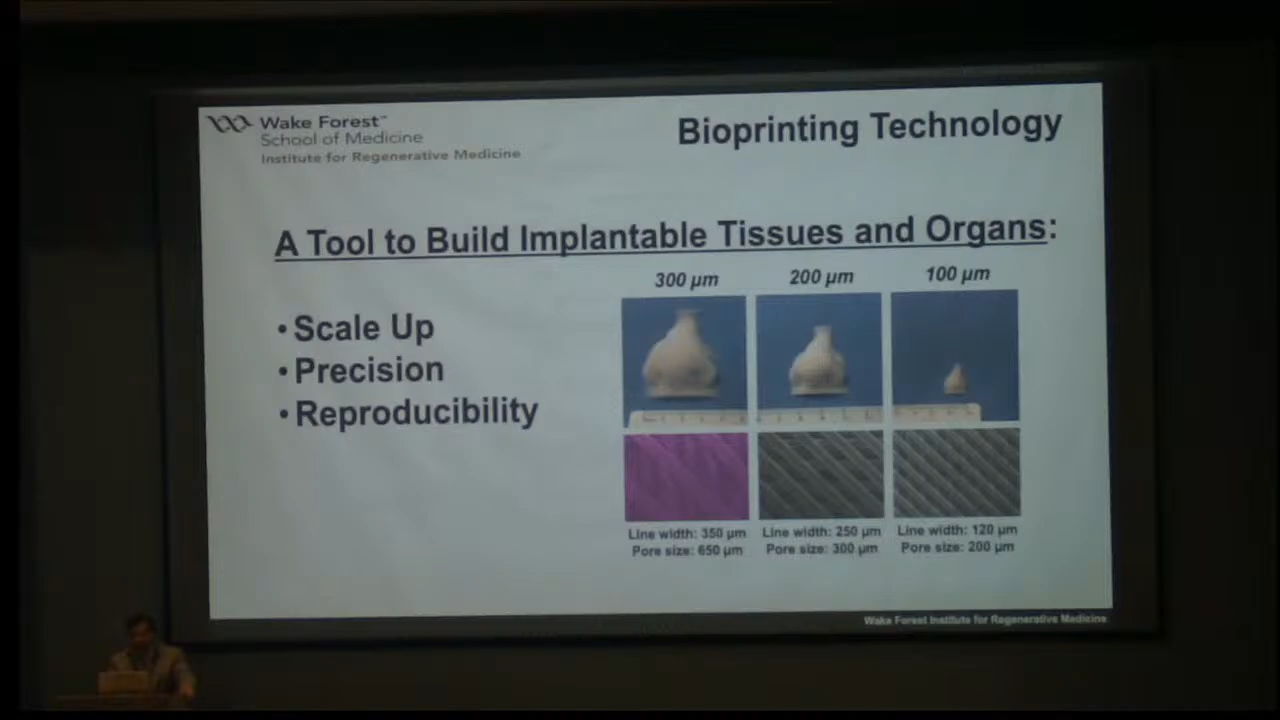 Wake Forest™
School of Medicine
Institute for Regenerative Medicine
Bioprinting Technology
A Tool to Build Implantable Tissues and Organs:
• Scale Up
• Precision
• Reproducibility
300 µm
200 µm
100 µm
Line width: 350 µm
Pore size: 650 µm
Line width: 250 µm
Pore size: 300 µm
Line width: 120 µm
Pore size: 200 µm
Wake Forest Institute for Regenerative Medicine